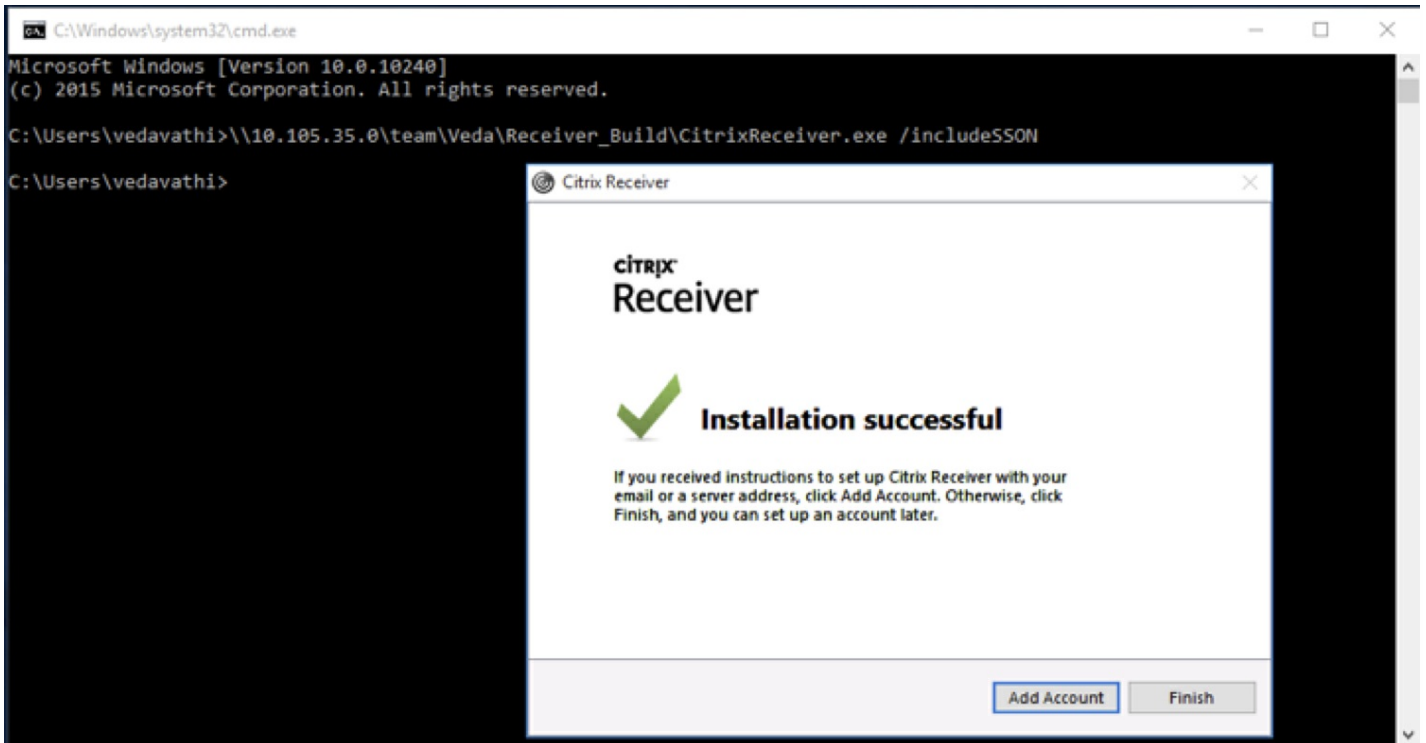 C:\Windows\system32\cmd.exe
Microsoft Windows [Version 10.0.10240]
(c) 2015 Microsoft Corporation. All rights reserved.
C:\Users\vedavathi>\\10.105.35.0\team\Veda\Receiver_Build\CitrixReceiver.exe /includeSSON
C:\Users\vedavathi>
Citrix Receiver
CİTRIX
Receiver
Installation successful
If you received instructions to set up Citrix Receiver with your
email or a server address, click Add Account. Otherwise, click
Finish, and you can set up an account later.
Add Account
Finish